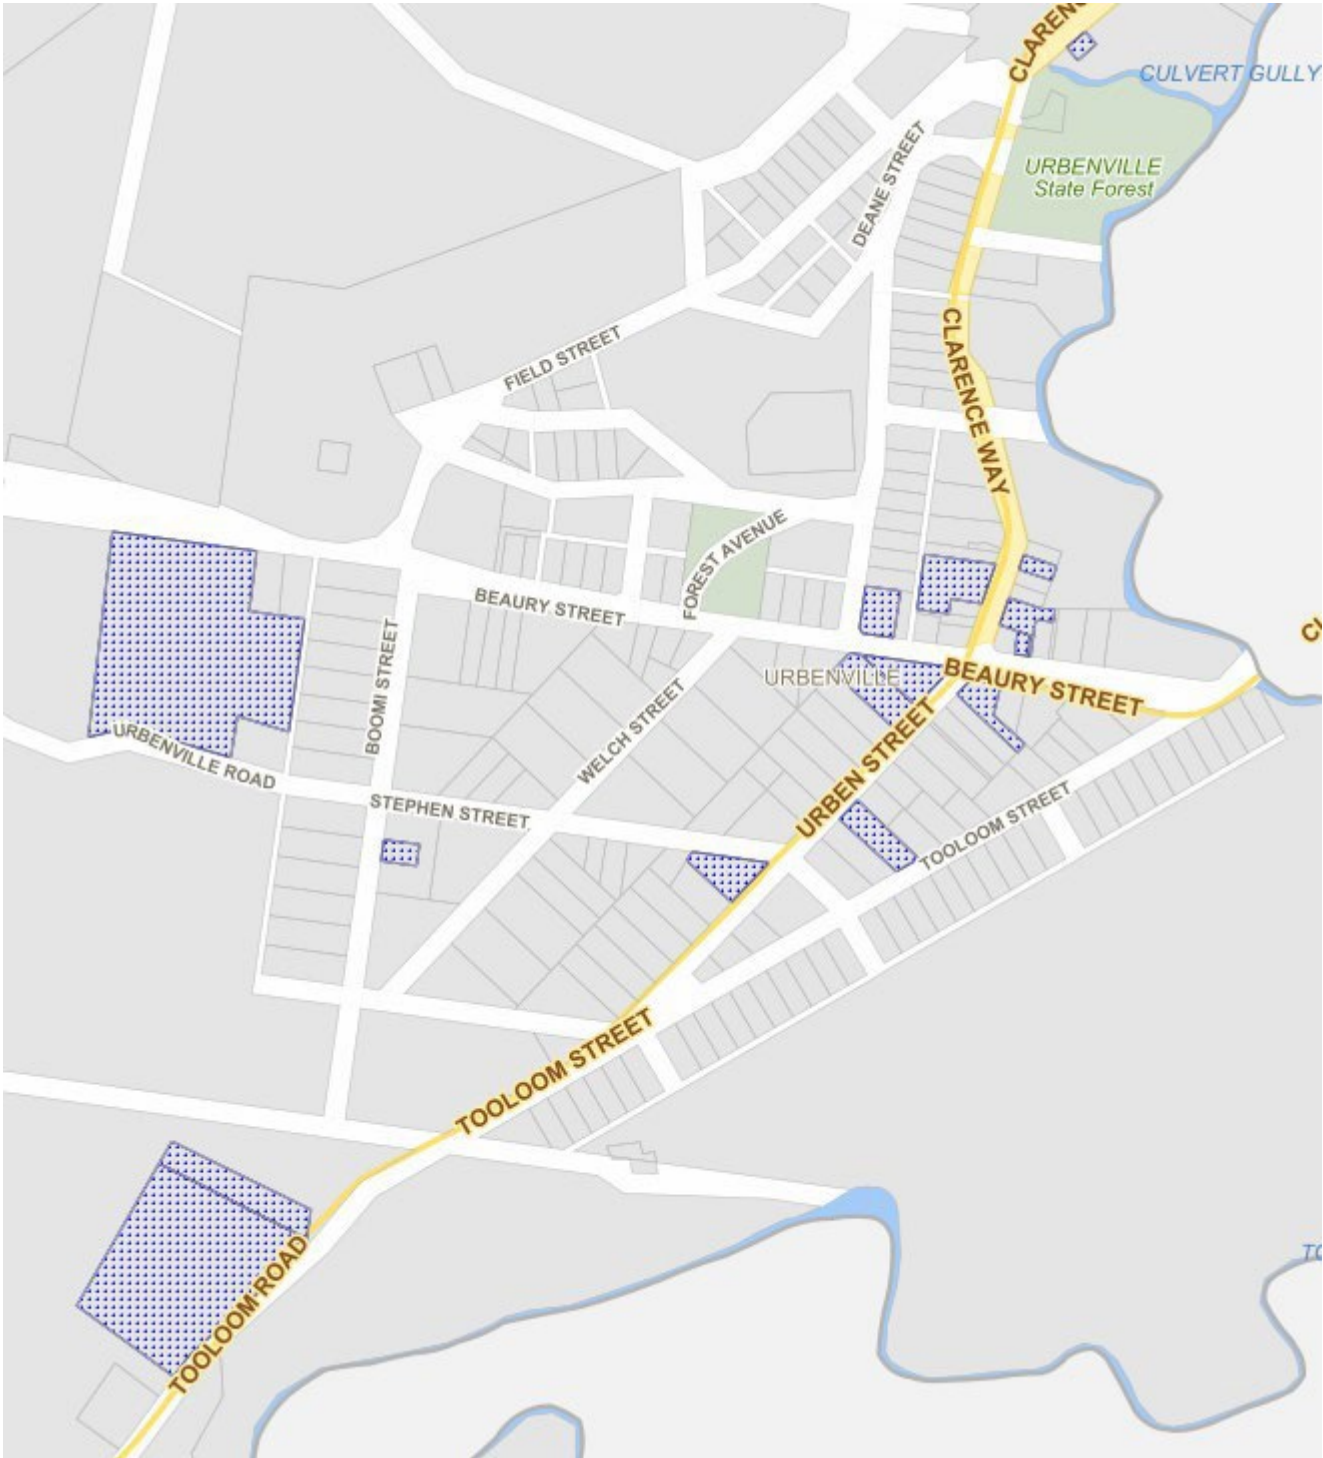 CLAREN
CULVERT GULLY
URBENVILLE
State Forest
DEANE STREET
CLARENCE WAY
FIELD STREET
FOREST AVENUE
BEAURY STREET
BOOMI STREET
URBENVILLE
BEAURY STREET
WELCH STREET
URBENVILLE ROAD
URBEN STREET
STEPHEN STREET
TOOLOOM STREET
TOOLOOM STREET
TOOLOOM ROAD